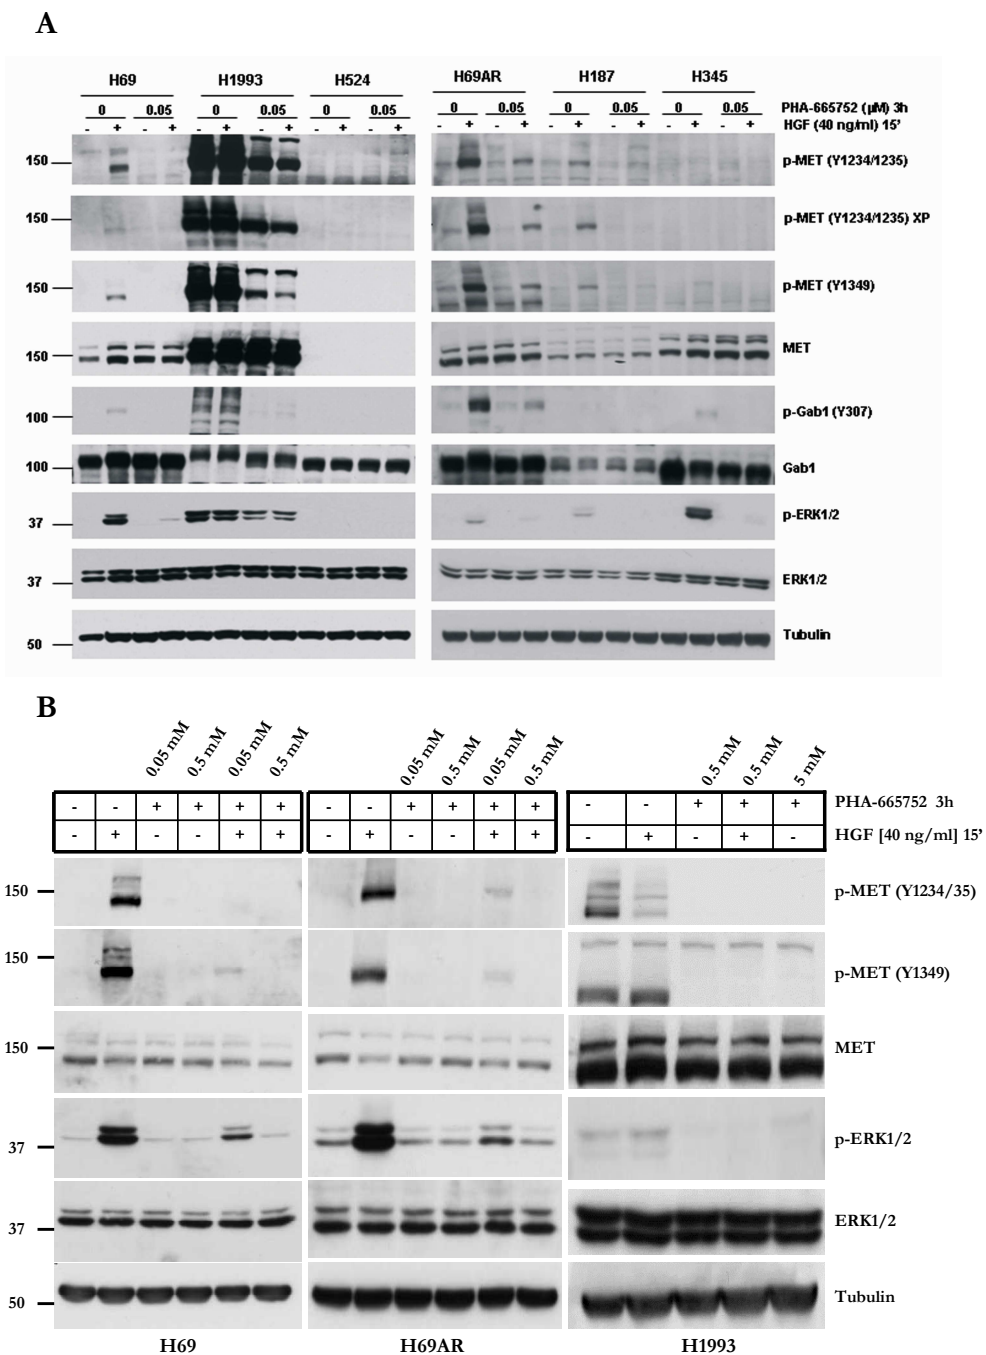 A
H69 H1993 H524 H69AR H187 H345
0 0.05 0 0.05 0 0.05 0 0.05 0 0.05 0 0.05 PHA-665752 (µM) 3h
- + - + - + - + - + - + - + - + - + - + - + - + HGF (40 ng/ml) 15'
150 p-MET (Y1234/1235)
150 p-MET (Y1234/1235) XP
150 p-MET (Y1349)
150 MET
100 p-Gab1 (Y307)
100 Gab1
37 p-ERK1/2
37 ERK1/2
50 Tubulin
B
0.05 mM 0.5 mM 0.05 mM 0.5 mM 0.05 mM 0.5 mM 0.05 mM 0.5 mM 0.5 mM 0.5 mM 5 mM
- - + + + + - - + + + + - - + + + PHA-665752 3h
- + - - + + - + - - + + - + - + - HGF [40 ng/ml] 15'
150 p-MET (Y1234/35)
150 p-MET (Y1349)
150 MET
37 p-ERK1/2
37 ERK1/2
50 Tubulin
H69 H69AR H1993